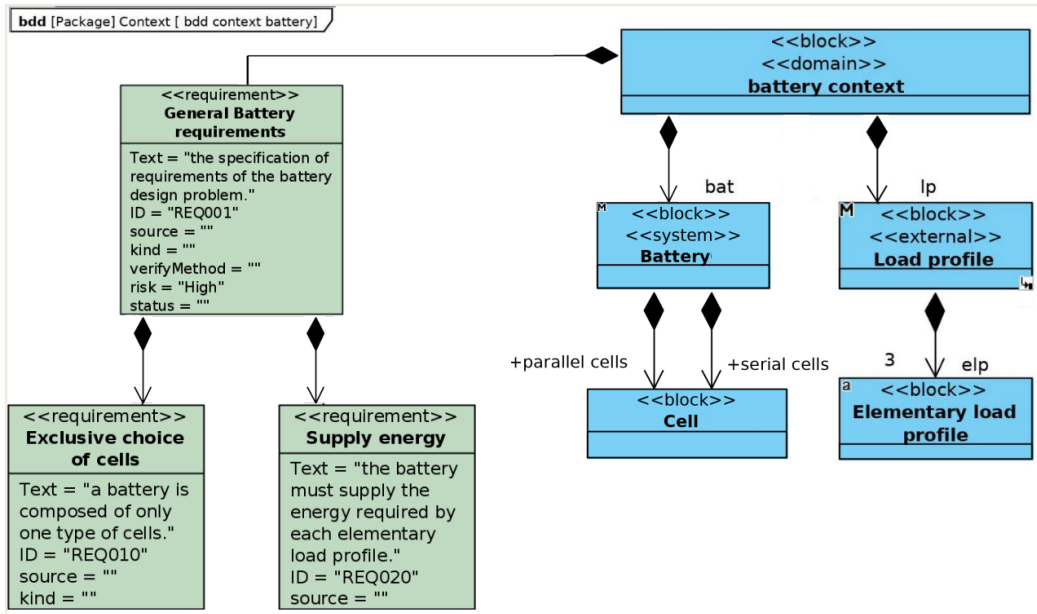 bdd [Package] Context [ bdd context battery]
<<block>>
<<domain>>
battery context
<<requirement>>
General Battery
requirements
Text = "the specification of
requirements of the battery
design problem."
ID = "REQ001"
source = ""
kind = ""
verifyMethod = ""
risk = "High"
status = ""
bat
lp
M
<<block>>
<<system>>
Battery
M
<<block>>
<<external>>
Load profile
+parallel cells
+serial cells
3
elp
<<block>>
Cell
a
<<block>>
Elementary load
profile
<<requirement>>
Exclusive choice
of cells
Text = "a battery is
composed of only
one type of cells."
ID = "REQ010"
source = ""
kind = ""
<<requirement>>
Supply energy
Text = "the battery
must supply the
energy required by
each elementary
load profile."
ID = "REQ020"
source = ""